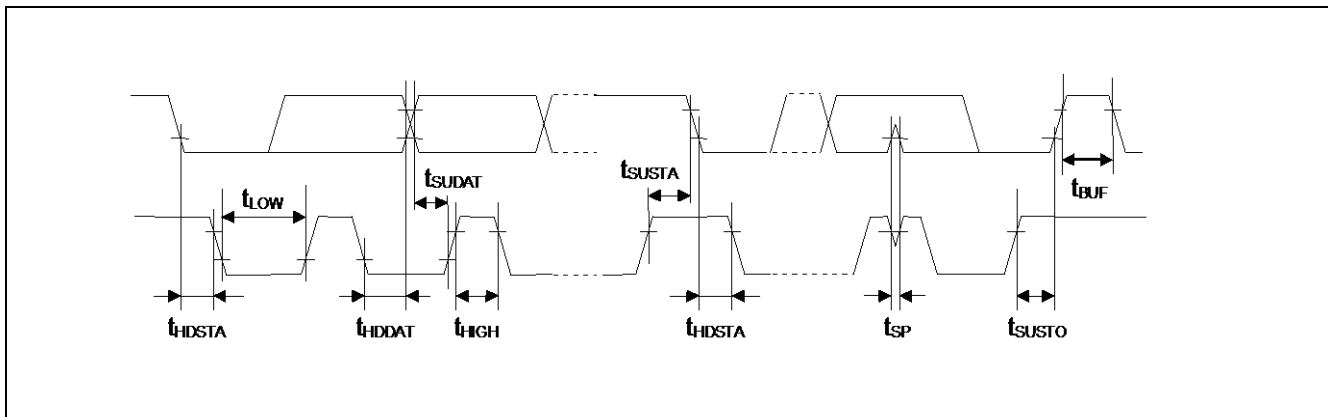 tSUDAT
tSUSTA
tLOW
tBUF
tHDSTA
tHDDAT
tHIGH
tHDSTA
tSP
tSUSTO